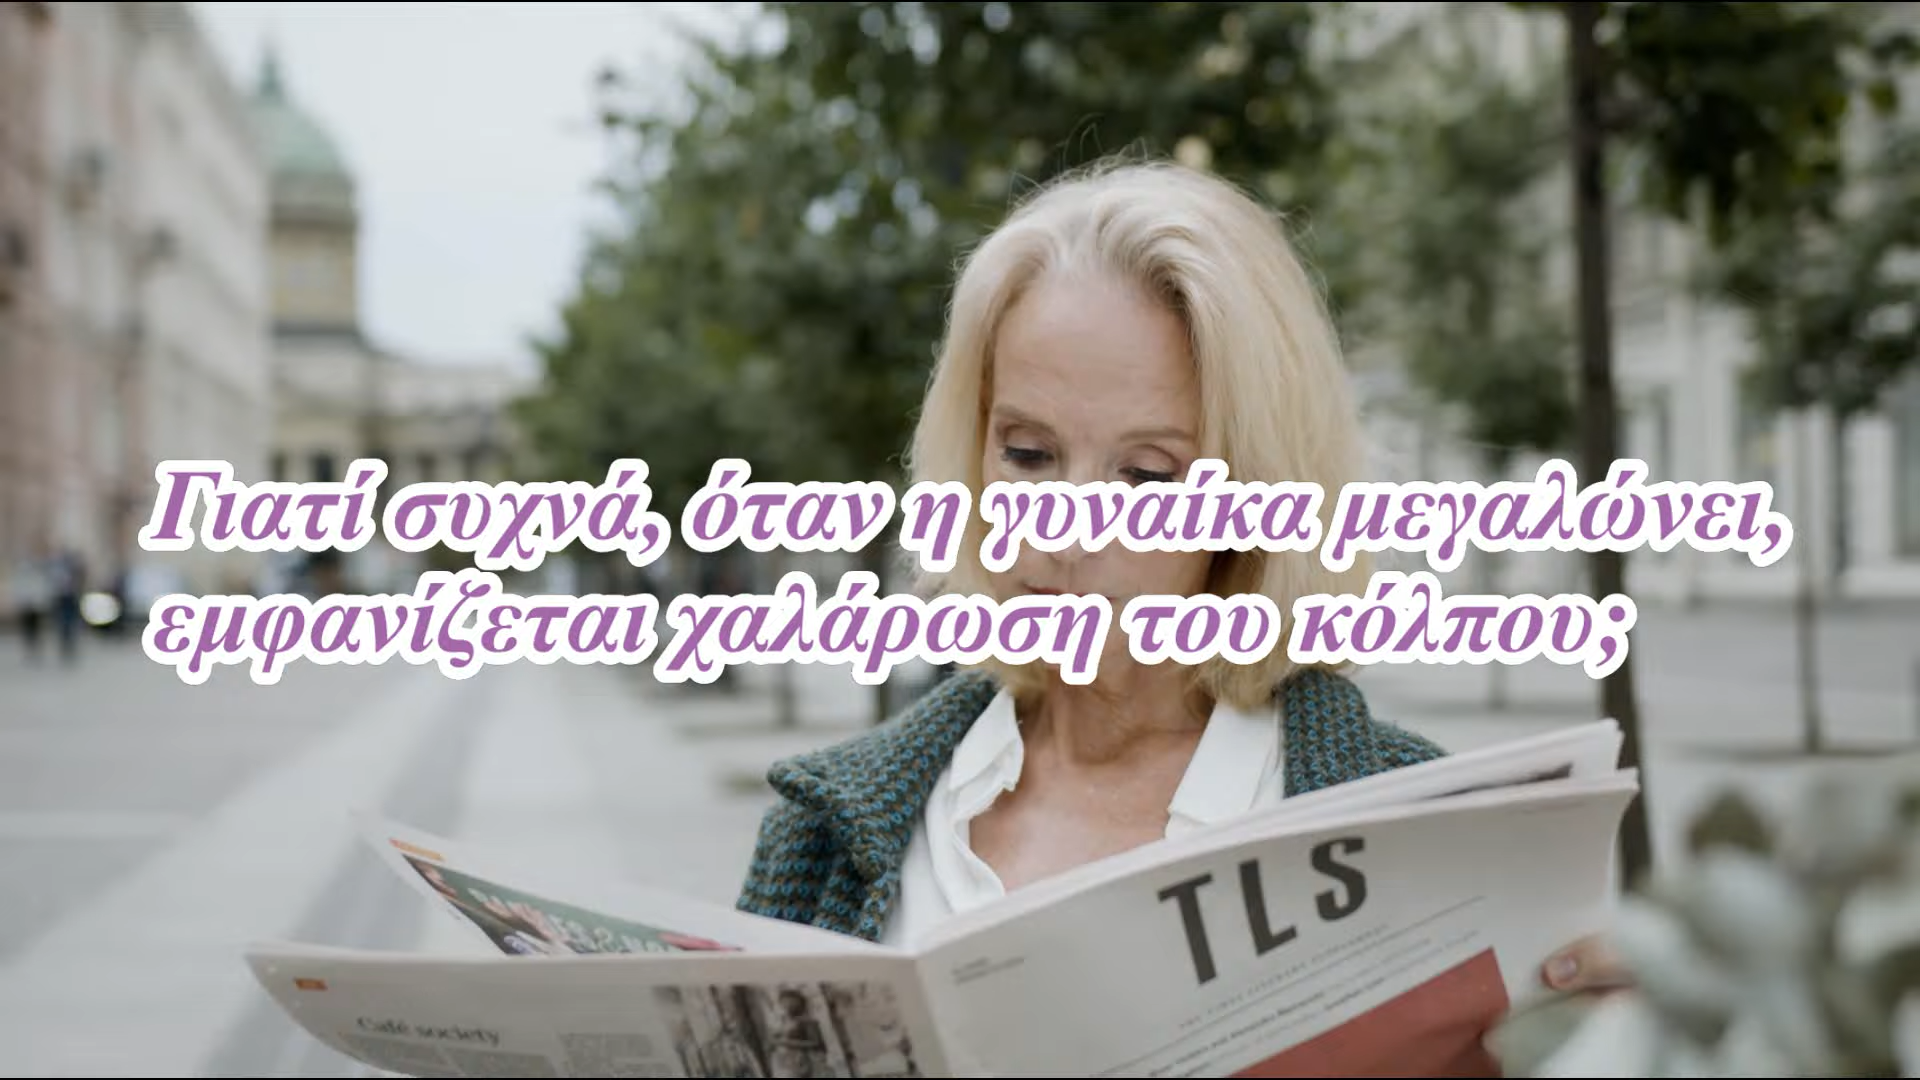 Γιατί συχνά, όταν η γυναίκα μεγαλώνει,
εμφανίζεται χαλάρωση του κόλπου;
TLS
Café society